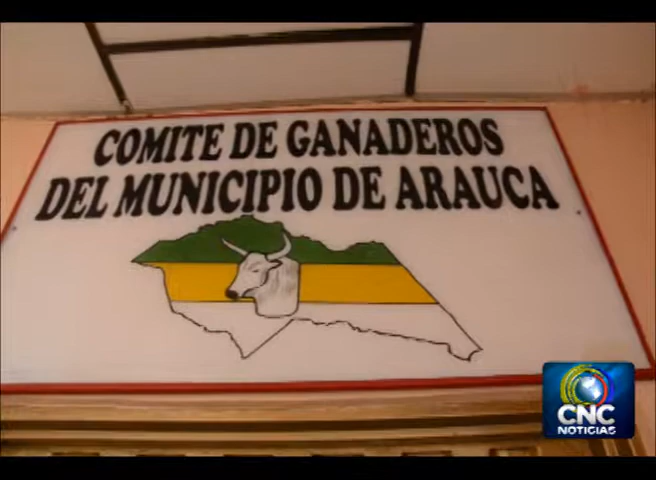 COMITE DE GANADEROS
DEL MUNICIPIO DE ARAUCA
CNC
NOTICIAS